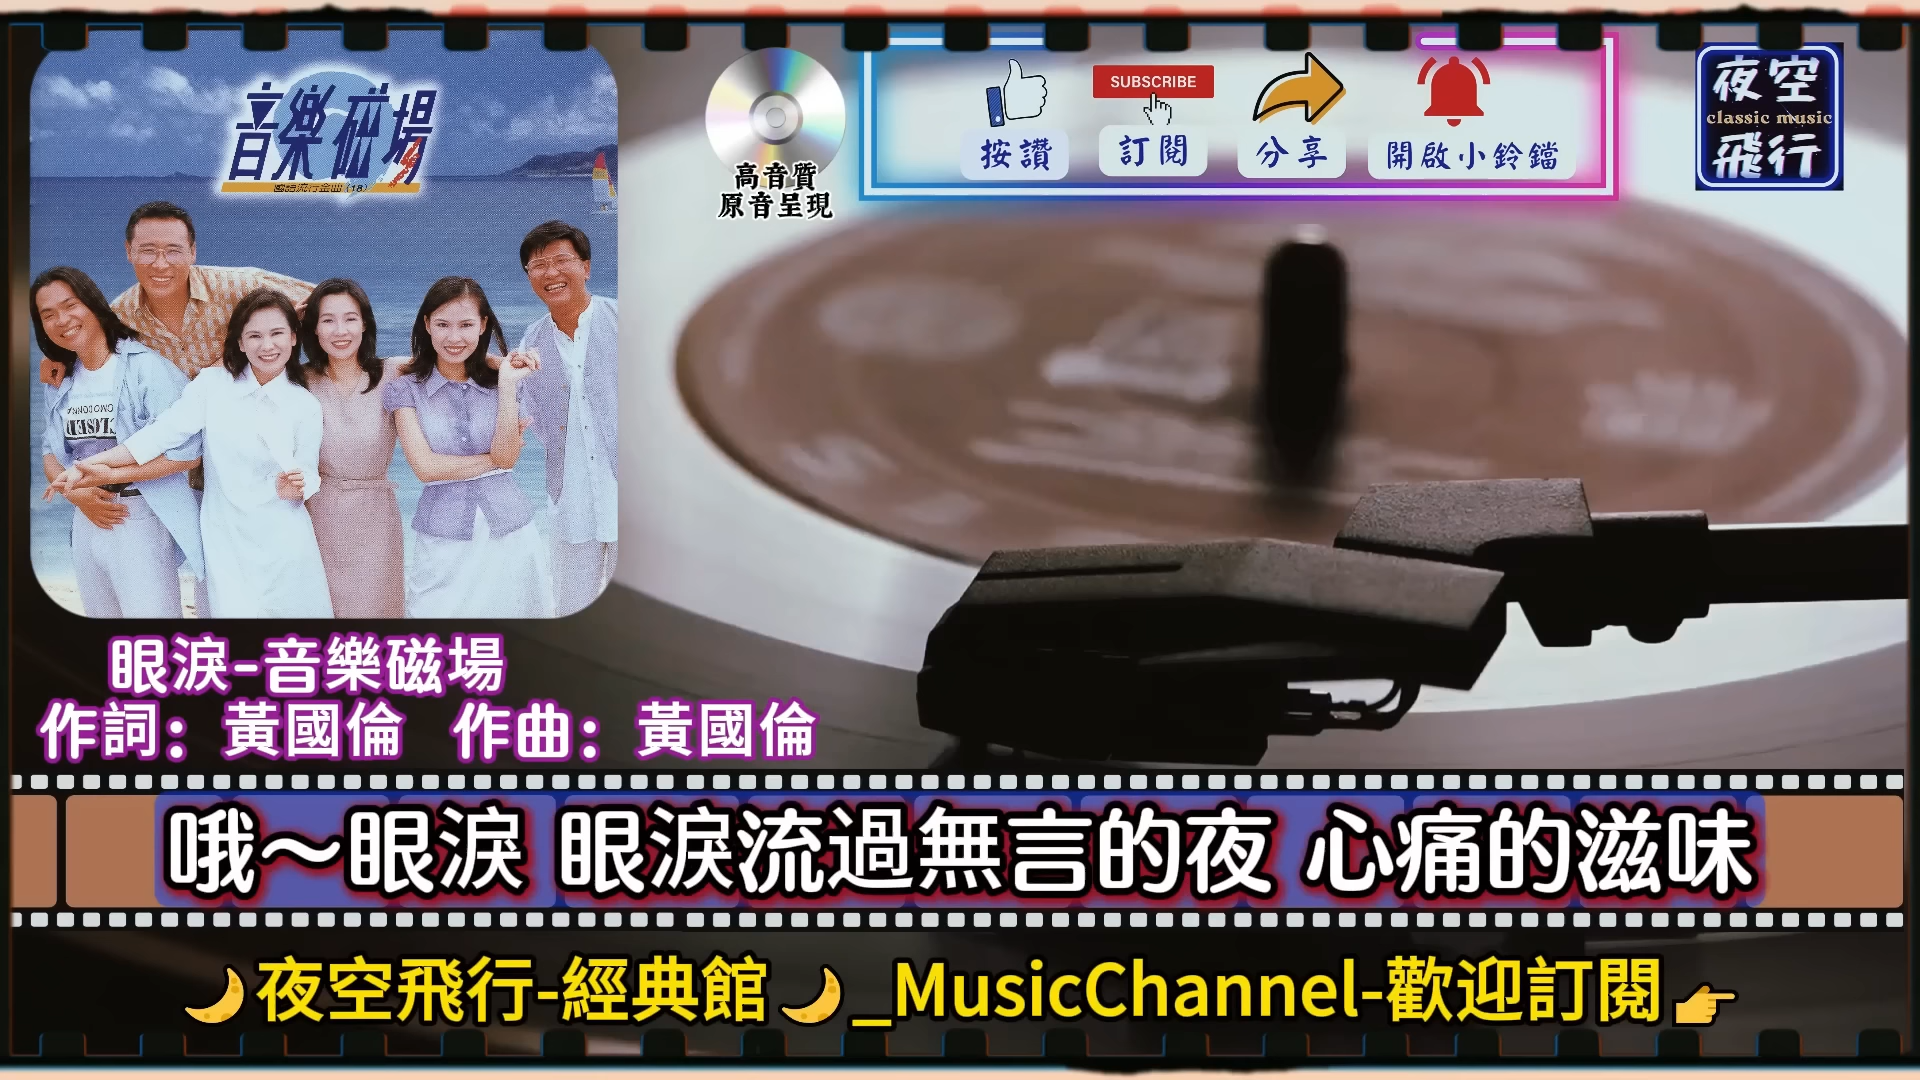 音樂磁場
國語流行金曲(18)
高音質
原音呈現
SUBSCRIBE
按讚
訂閱
分享
開啟小鈴鐺
夜空
classic music
飛行
眼淚-音樂磁場
作詞：黃國倫 作曲：黃國倫
哦～眼淚 眼淚流過無言的夜 心痛的滋味
🌙夜空飛行-經典館🌙_MusicChannel-歡迎訂閱👉